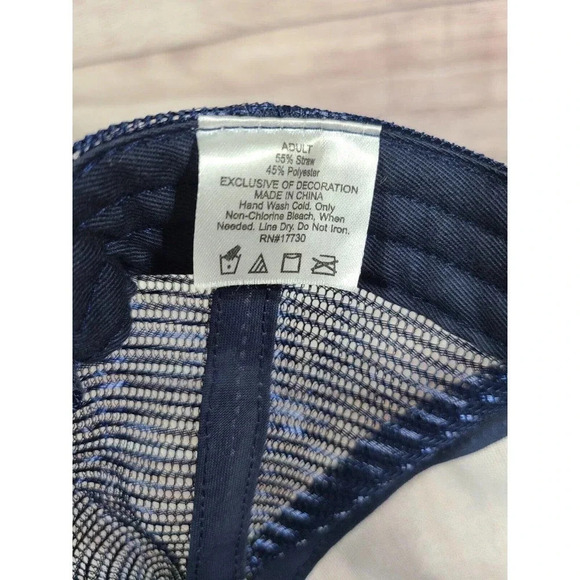 ADULT
55% Straw
45% Polyester
EXCLUSIVE OF DECORATION
MADE IN CHINA
Hand Wash Cold. Only
Non-Chlorine Bleach, When
Needed. Line Dry. Do Not Iron.
RN#17730